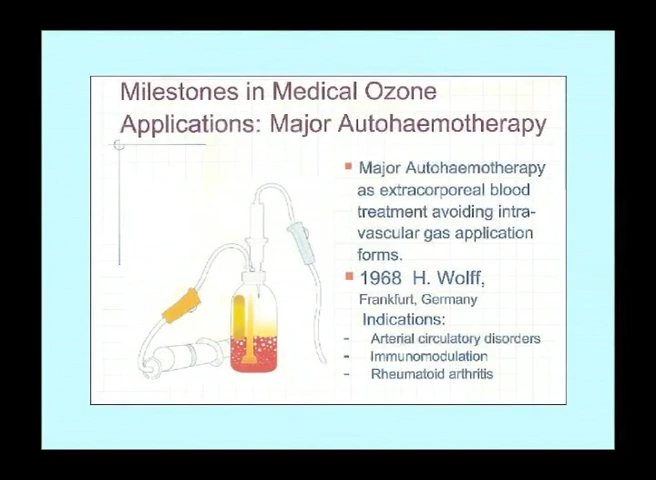 Milestones in Medical Ozone
Applications: Major Autohaemotherapy
Major Autohaemotherapy
as extracorporeal blood
treatment avoiding intra-
vascular gas application
forms.
1968 H. Wolff,
Frankfurt, Germany
Indications:
- Arterial circulatory disorders
- Immunomodulation
- Rheumatoid arthritis